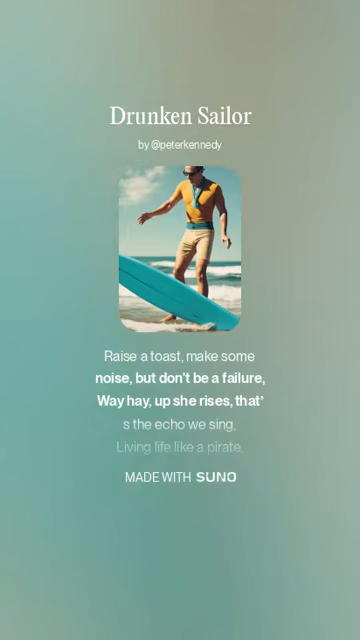 Drunken Sailor
by @peterkennedy
Raise a toast, make some
noise, but don't be a failure,
Way hay, up she rises, that'
s the echo we sing,
Living life like a pirate,
MADE WITH SUNO